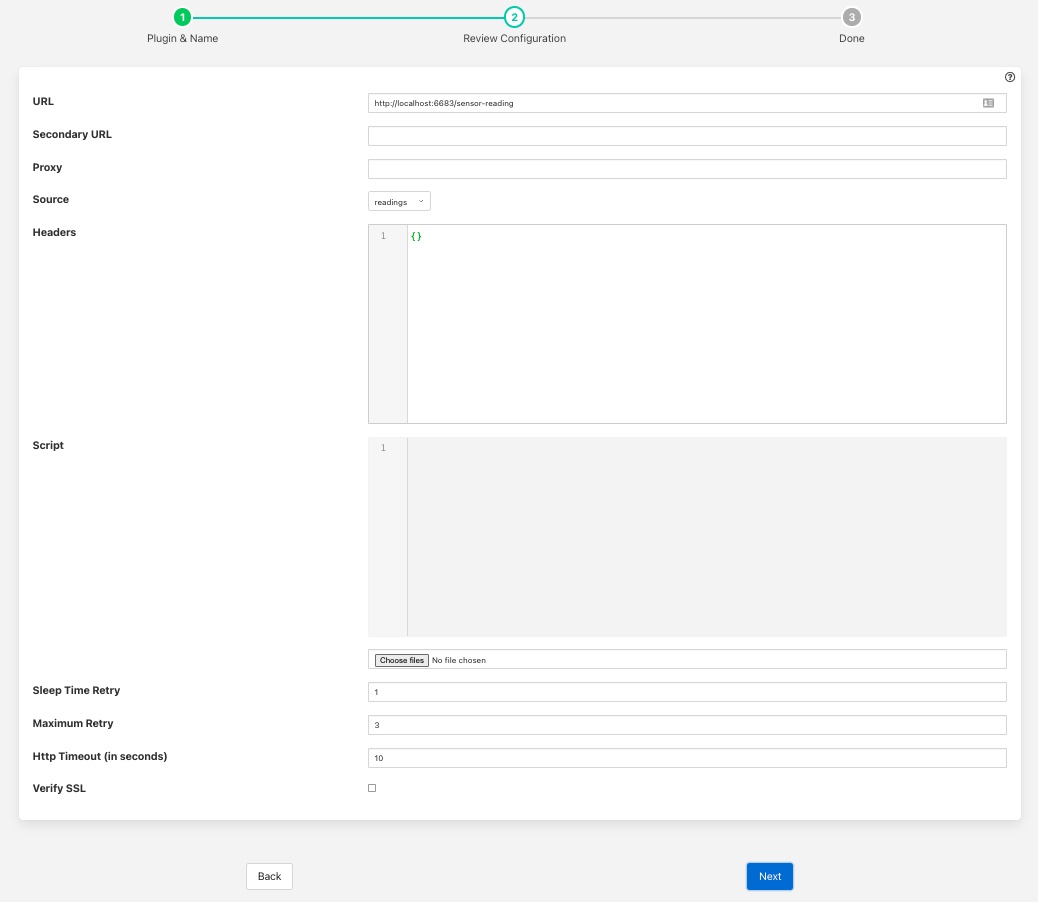 1 2 3
Plugin & Name Review Configuration Done
?
URL http://localhost:6683/sensor-reading
Secondary URL
Proxy
Source readings
Headers 1 {}
Script 1
Choose files No file chosen
Sleep Time Retry 1
Maximum Retry 3
Http Timeout (in seconds) 10
Verify SSL
Back Next